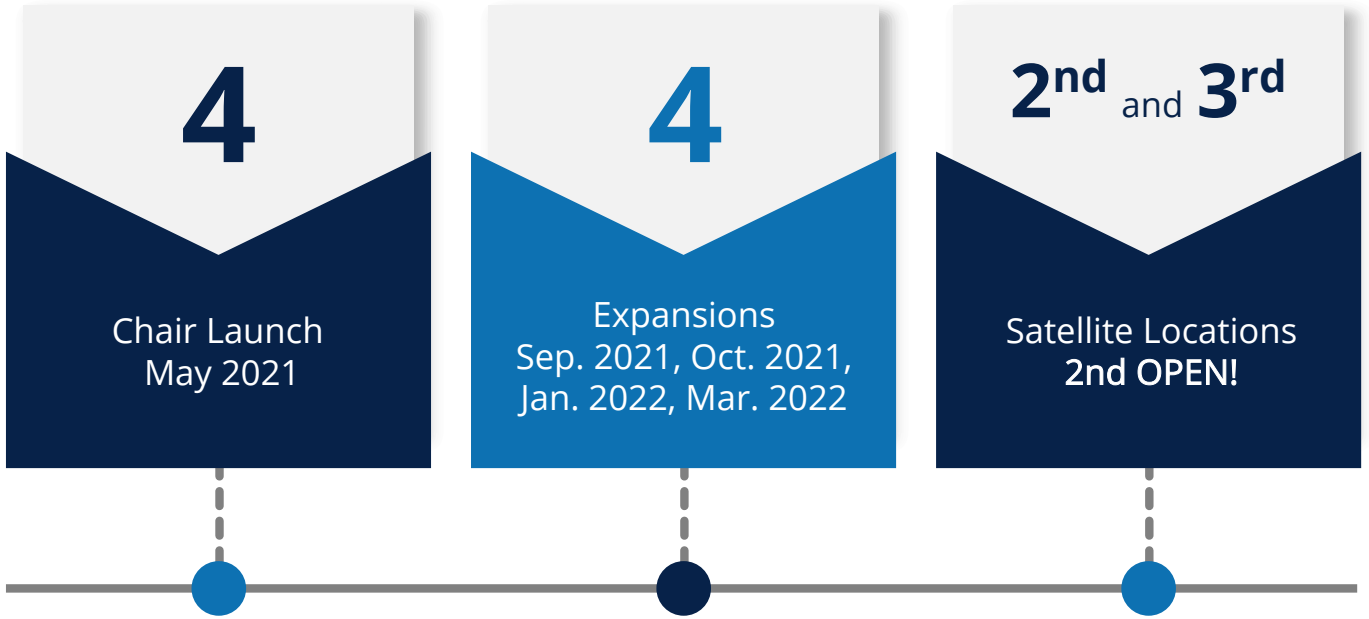 4
Chair Launch
May 2021
4
Expansions
Sep. 2021, Oct. 2021,
Jan. 2022, Mar. 2022
2nd and 3rd
Satellite Locations
2nd OPEN!